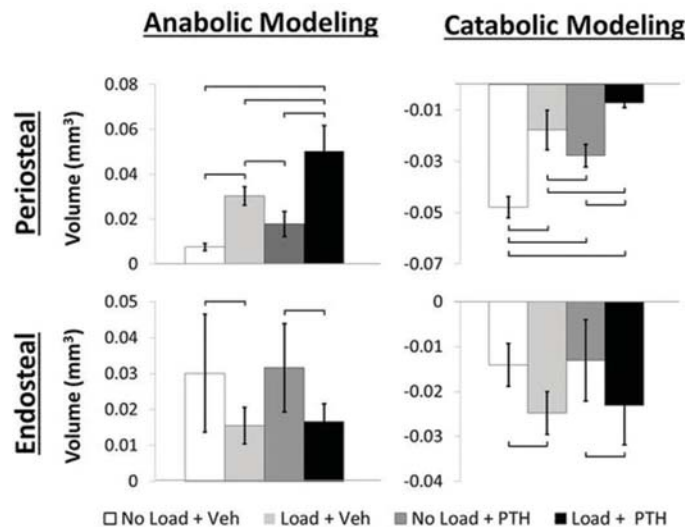 Anabolic Modeling
Catabolic Modeling
Periosteal
Volume (mm³)
0.08
0.06
0.04
0.02
0
-0.01
-0.03
-0.05
-0.07
Endosteal
Volume (mm³)
0.05
0.04
0.03
0.02
0.01
0
0
-0.01
-0.02
-0.03
-0.04
No Load + Veh Load + Veh No Load + PTH Load + PTH